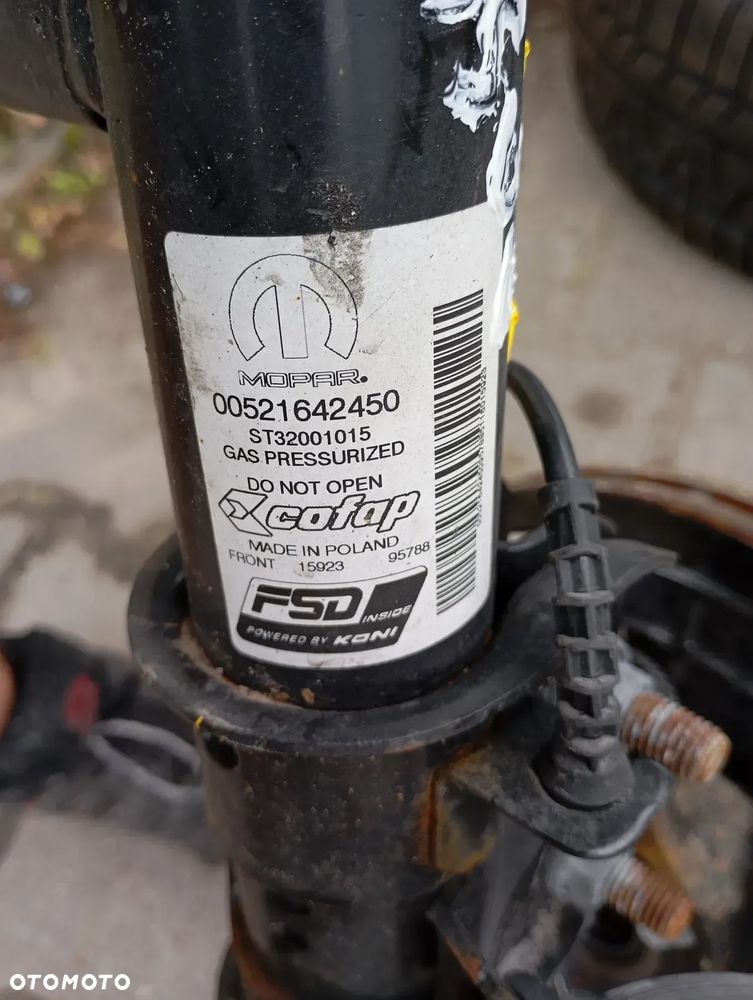 MOPAR®
00521642450
ST32001015
GAS PRESSURIZED
DO NOT OPEN
cofap
MADE IN POLAND
FRONT 15923 95788
FSD INSIDE
POWERED BY KONI
OTOMOTO